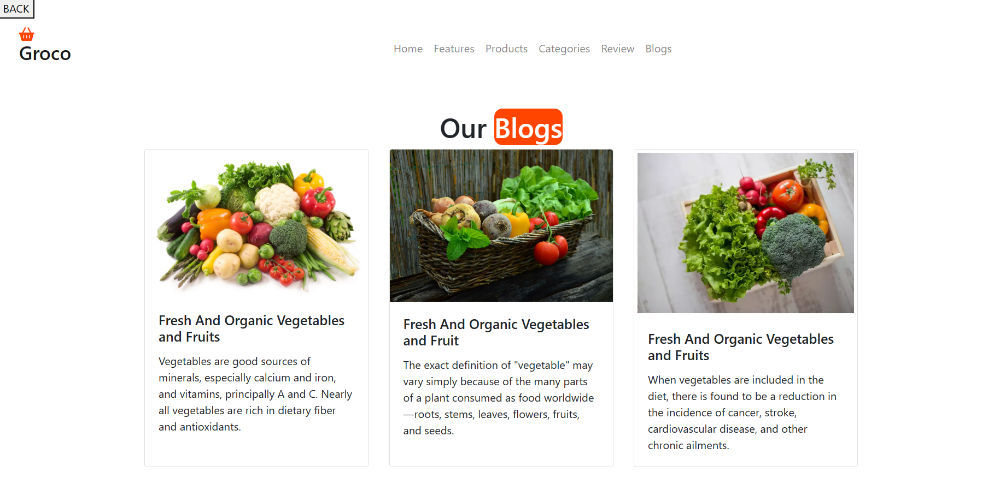 BACK
Groco
Home Features Products Categories Review Blogs
Our Blogs
Fresh And Organic Vegetables
and Fruits
Vegetables are good sources of
minerals, especially calcium and iron,
and vitamins, principally A and C. Nearly
all vegetables are rich in dietary fiber
and antioxidants.
Fresh And Organic Vegetables
and Fruit
The exact definition of "vegetable" may
vary simply because of the many parts
of a plant consumed as food worldwide
—roots, stems, leaves, flowers, fruits,
and seeds.
Fresh And Organic Vegetables
and Fruits
When vegetables are included in the
diet, there is found to be a reduction in
the incidence of cancer, stroke,
cardiovascular disease, and other
chronic ailments.